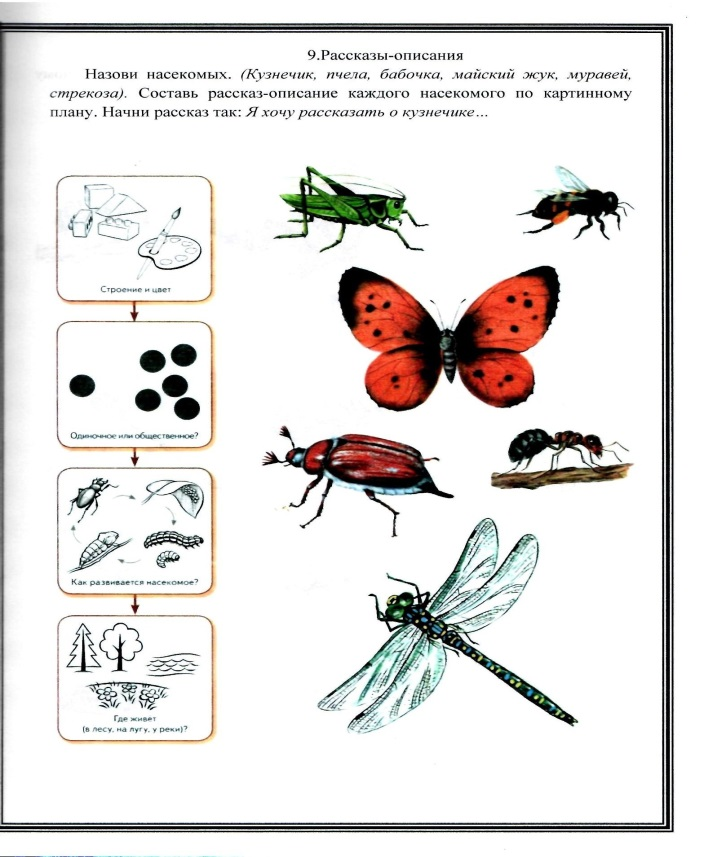 9.Рассказы-описания
Назови насекомых. (Кузнечик, пчела, бабочка, майский жук, муравей,
стрекоза). Составь рассказ-описание каждого насекомого по картинному
плану. Начни рассказ так: Я хочу рассказать о кузнечике…
Строение и цвет
Одиночное или общественное?
Как развивается насекомое?
Где живет
(в лесу, на лугу, у реки)?